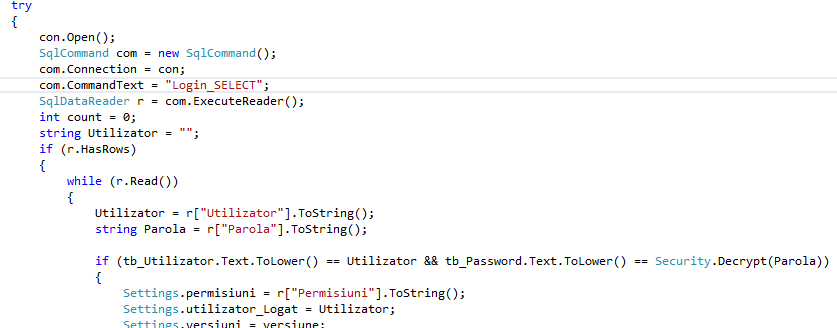 try
{
con.Open();
SqlCommand com = new SqlCommand();
com.Connection = con;
com.CommandText = "Login_SELECT";
SqlDataReader r = com.ExecuteReader();
int count = 0;
string Utilizator = "";
if (r.HasRows)
{
while (r.Read())
{
Utilizator = r["Utilizator"].ToString();
string Parola = r["Parola"].ToString();
if (tb_Utilizator.Text.ToLower() == Utilizator && tb_Password.Text.ToLower() == Security.Decrypt(Parola))
{
Settings.permisiuni = r["Permisiuni"].ToString();
Settings.utilizator_Logat = Utilizator;
Settings.versiuni = versiune;